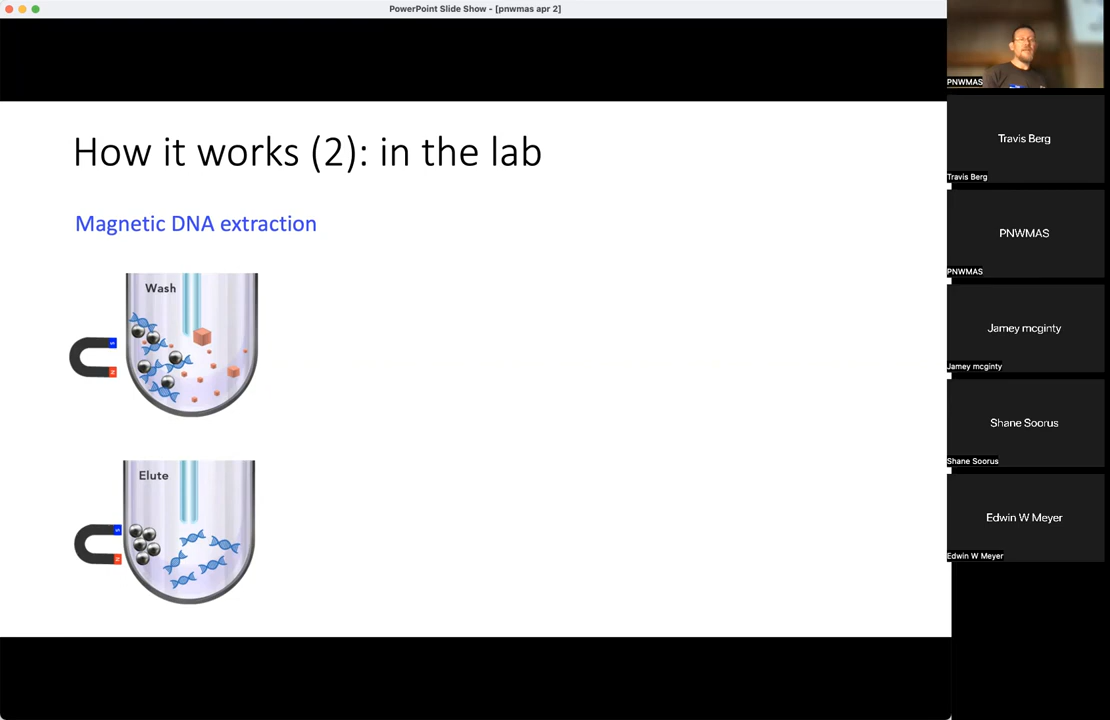 PowerPoint Slide Show - [pnwmas apr 2]
How it works (2): in the lab
Magnetic DNA extraction
Wash
S
N
Elute
S
N
PNWMAS
Travis Berg
Travis Berg
PNWMAS
PNWMAS
Jamey mcginty
Jamey mcginty
Shane Soorus
Shane Soorus
Edwin W Meyer
Edwin W Meyer